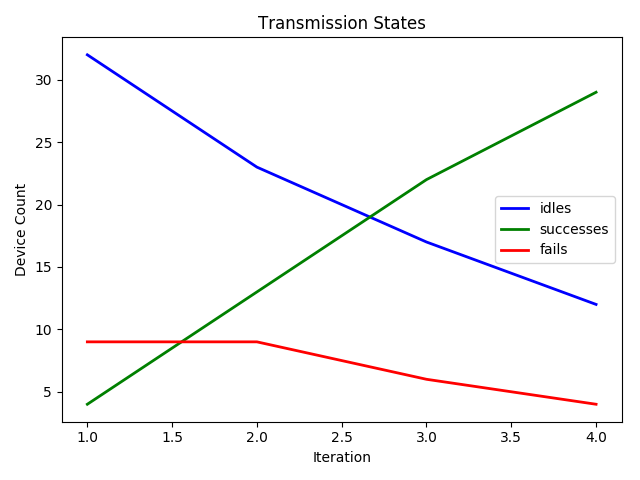 Transmission States
Device Count
30
25
20
15
10
5
idles
successes
fails
1.0 1.5 2.0 2.5 3.0 3.5 4.0
Iteration